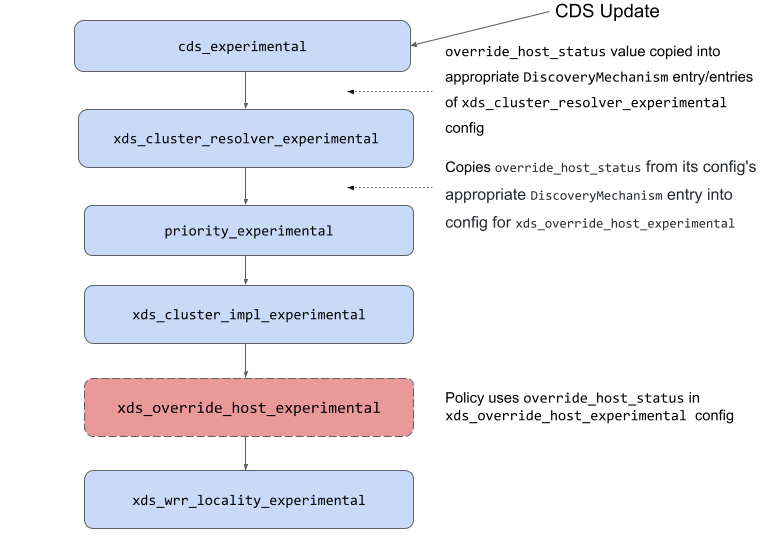 CDS Update
cds_experimental
override_host_status value copied into
appropriate DiscoveryMechanism entry/entries
of xds_cluster_resolver_experimental
config
xds_cluster_resolver_experimental
Copies override_host_status from its config's
appropriate DiscoveryMechanism entry into
config for xds_override_host_experimental
priority_experimental
xds_cluster_impl_experimental
xds_override_host_experimental
Policy uses override_host_status in
xds_override_host_experimental config
xds_wrr_locality_experimental